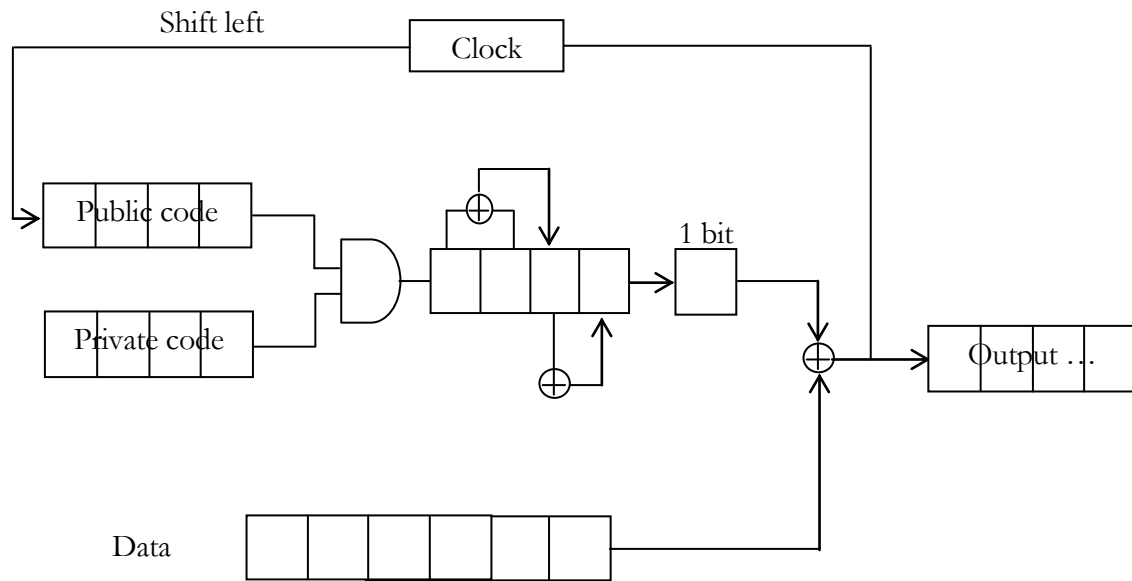 Shift left
Clock
Public code
1 bit
Private code
Output ...
Data